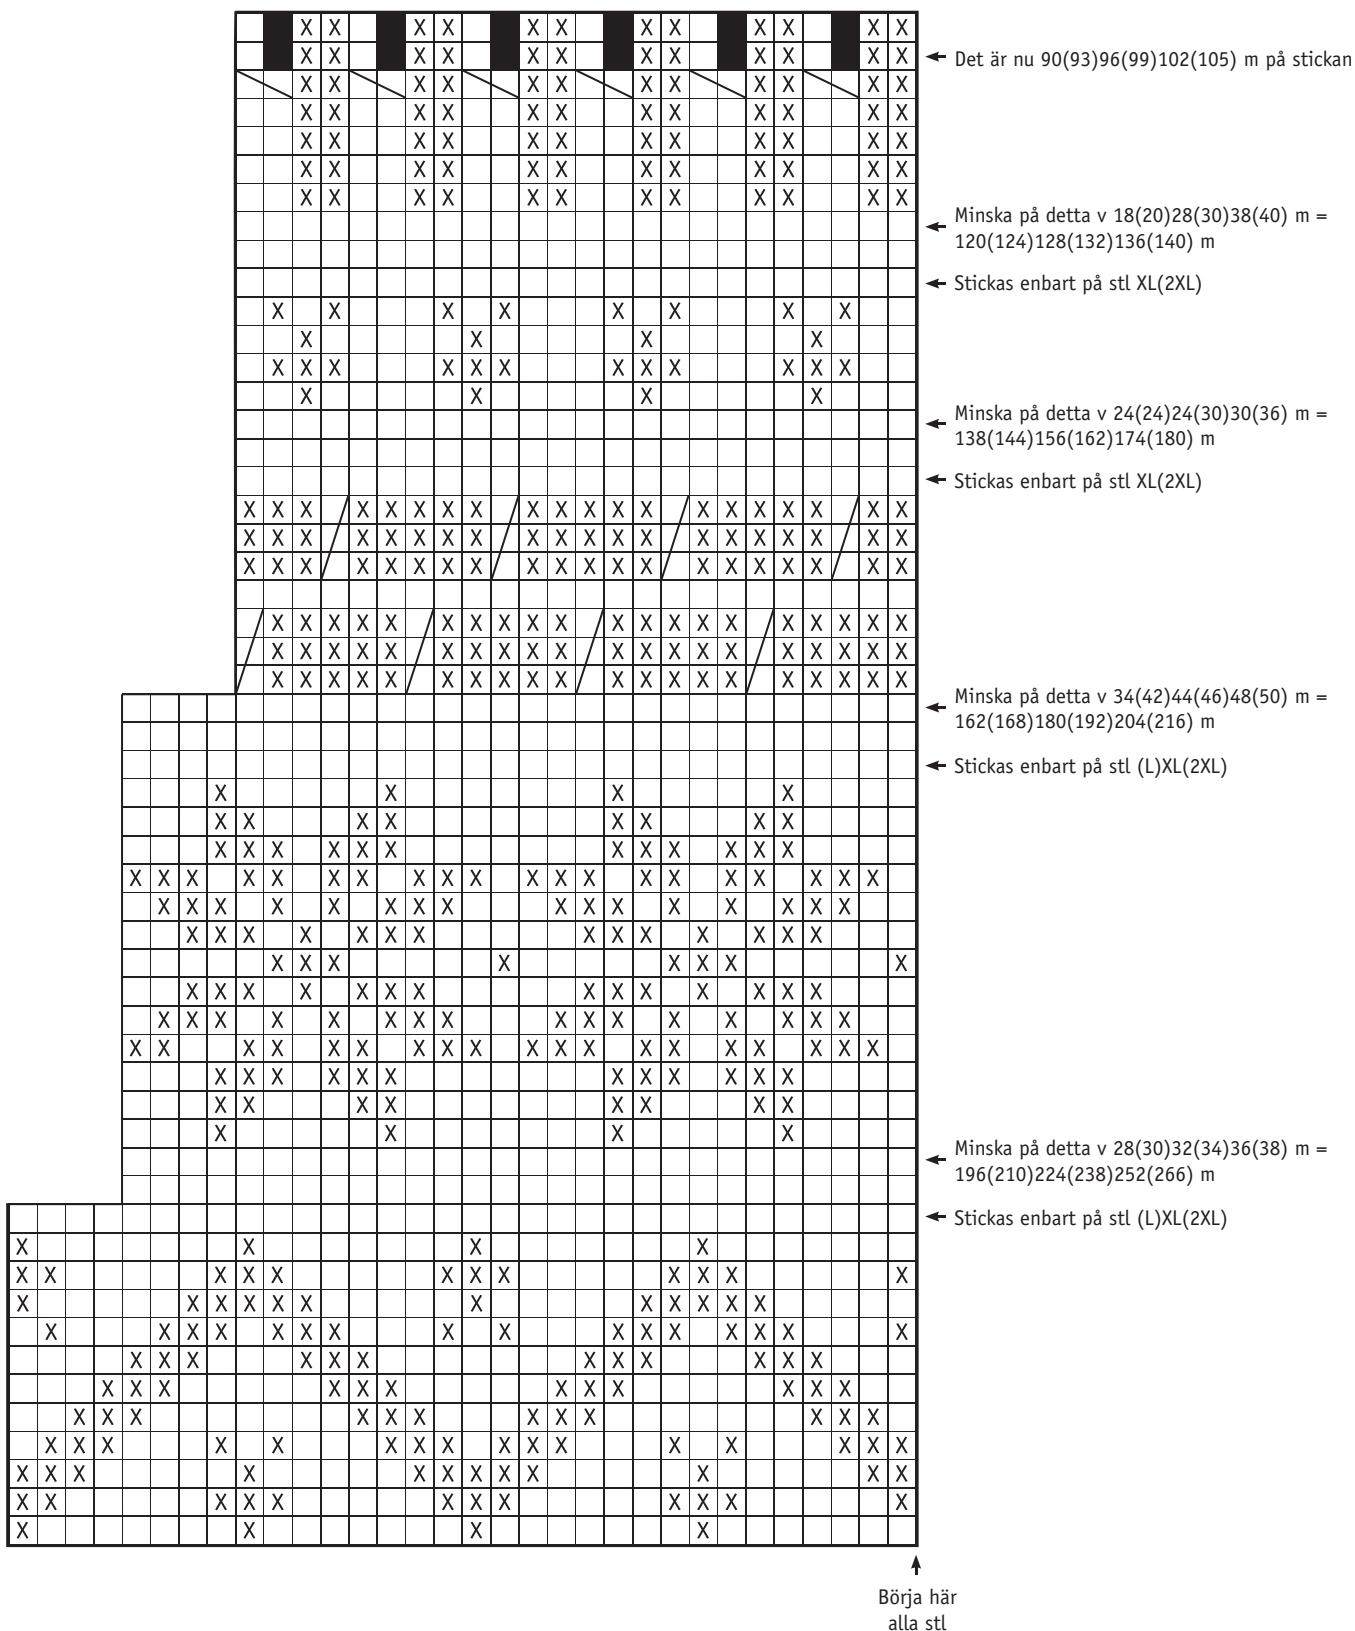 Det är nu 90(93)96(99)102(105) m på stickan
Minska på detta v 18(20)28(30)38(40) m =
120(124)128(132)136(140) m
Stickas enbart på stl XL(2XL)
Minska på detta v 24(24)24(30)30(36) m =
138(144)156(162)174(180) m
Stickas enbart på stl XL(2XL)
Minska på detta v 34(42)44(46)48(50) m =
162(168)180(192)204(216) m
Stickas enbart på stl (L)XL(2XL)
Minska på detta v 28(30)32(34)36(38) m =
196(210)224(238)252(266) m
Stickas enbart på stl (L)XL(2XL)
Börja här
alla stl